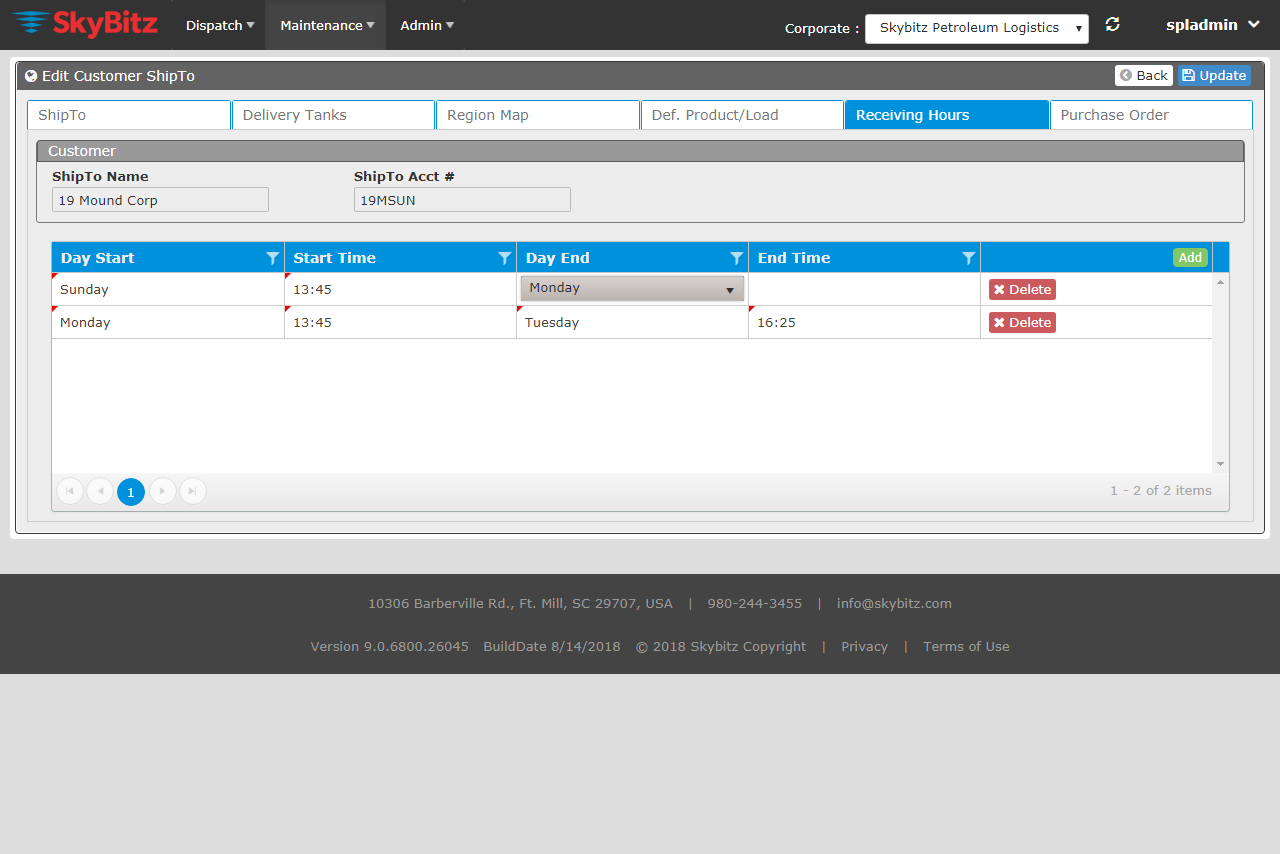 SkyBitz Dispatch Maintenance Admin Corporate : Skybitz Petroleum Logistics spladmin
Edit Customer ShipTo Back Update
ShipTo Delivery Tanks Region Map Def. Product/Load Receiving Hours Purchase Order
Customer
ShipTo Name ShipTo Acct #
19 Mound Corp 19MSUN
Day Start Start Time Day End End Time Add
Sunday 13:45 Monday Delete
Monday 13:45 Tuesday 16:25 Delete
1 1 - 2 of 2 items
10306 Barberville Rd., Ft. Mill, SC 29707, USA | 980-244-3455 | info@skybitz.com
Version 9.0.6800.26045 BuildDate 8/14/2018 © 2018 Skybitz Copyright | Privacy | Terms of Use